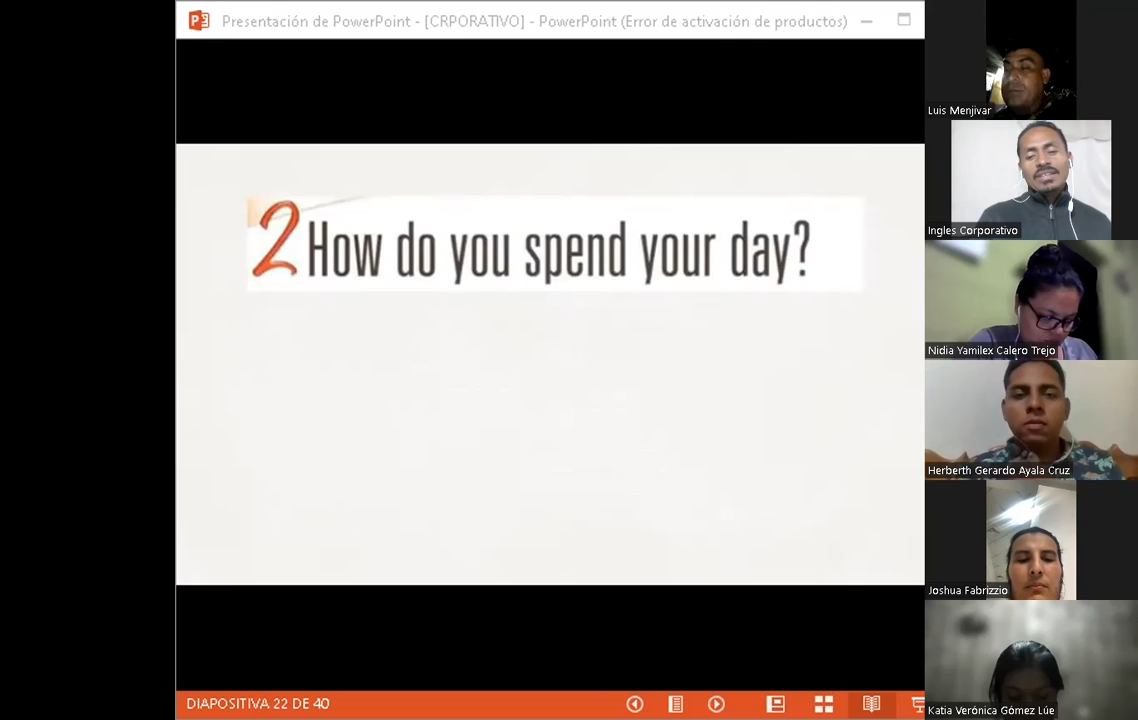 Presentación de PowerPoint - [CRPORATIVO] - PowerPoint (Error de activación de productos)
2 How do you spend your day?
DIAPOSITIVA 22 DE 40
Luis Menjivar
Ingles Corporativo
Nidia Yamilex Calero Trejo
Herberth Gerardo Ayala Cruz
Joshua Fabrizzio
Katia Verónica Gómez Lúe